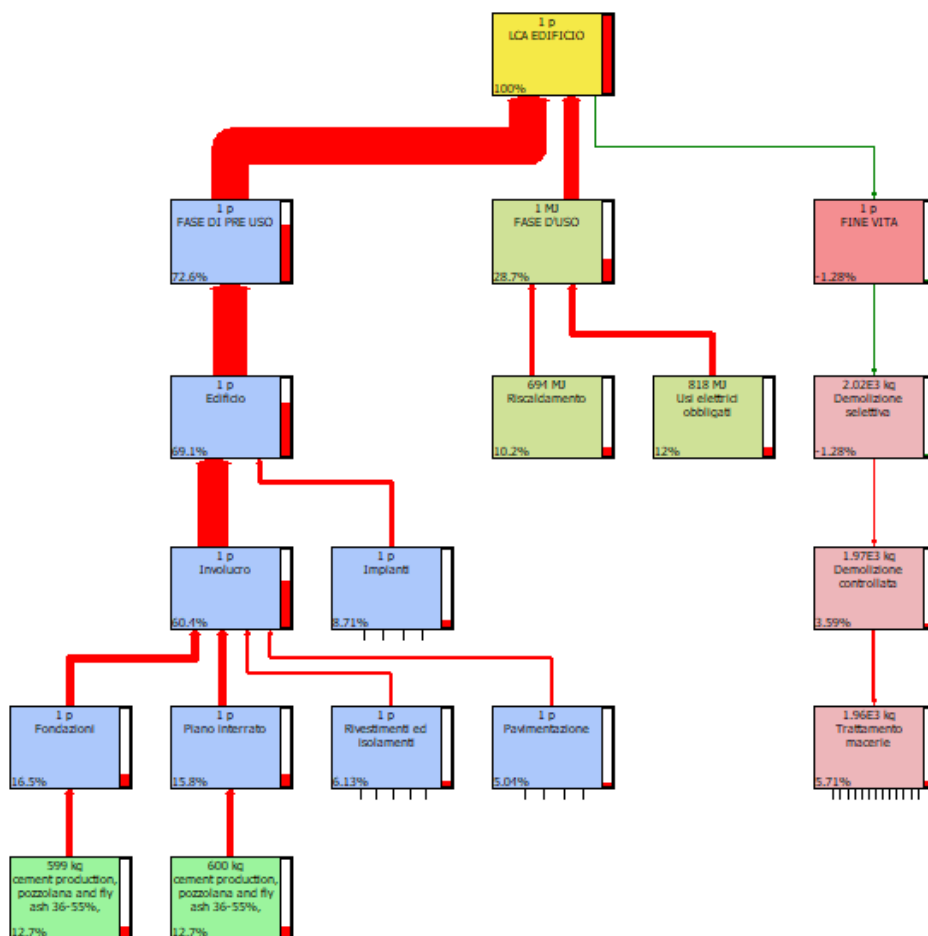 1 p
LCA EDIFICIO
100%
1 p
FASE DI PRE USO
72.6%
1 MJ
FASE D'USO
28.7%
1 p
FINE VITA
-1.28%
1 p
Edificio
69.1%
694 MJ
Riscaldamento
10.2%
818 MJ
Usi elettrici
obbligati
12%
2.02E3 kg
Demolizione
selettiva
-1.28%
1 p
Involucro
60.4%
1 p
Impianti
8.71%
1.97E3 kg
Demolizione
controllata
3.59%
1 p
Fondazioni
16.5%
1 p
Piano interrato
15.8%
1 p
Rivestimenti ed
isolamenti
6.13%
1 p
Pavimentazione
5.04%
1.96E3 kg
Trattamento
macerie
5.71%
599 kg
cement production,
pozzolana and fly
ash 36-55%,
12.7%
600 kg
cement production,
pozzolana and fly
ash 36-55%,
12.7%